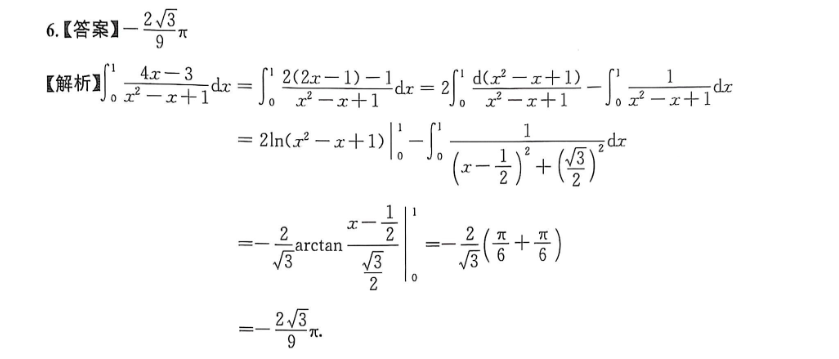 6.【答案】$-\frac{2\sqrt{3}}{9}\pi$
【解析】$\int_0^1 \frac{4x-3}{x^2-x+1}dx = \int_0^1 \frac{2(2x-1)-1}{x^2-x+1}dx = 2\int_0^1 \frac{d(x^2-x+1)}{x^2-x+1} - \int_0^1 \frac{1}{x^2-x+1}dx$
$= 2\ln(x^2-x+1)\Big|_0^1 - \int_0^1 \frac{1}{\left(x-\frac{1}{2}\right)^2+\left(\frac{\sqrt{3}}{2}\right)^2}dx$
$= -\frac{2}{\sqrt{3}}\arctan\frac{x-\frac{1}{2}}{\frac{\sqrt{3}}{2}}\Bigg|_0^1 = -\frac{2}{\sqrt{3}}\left(\frac{\pi}{6}+\frac{\pi}{6}\right)$
$= -\frac{2\sqrt{3}}{9}\pi.$